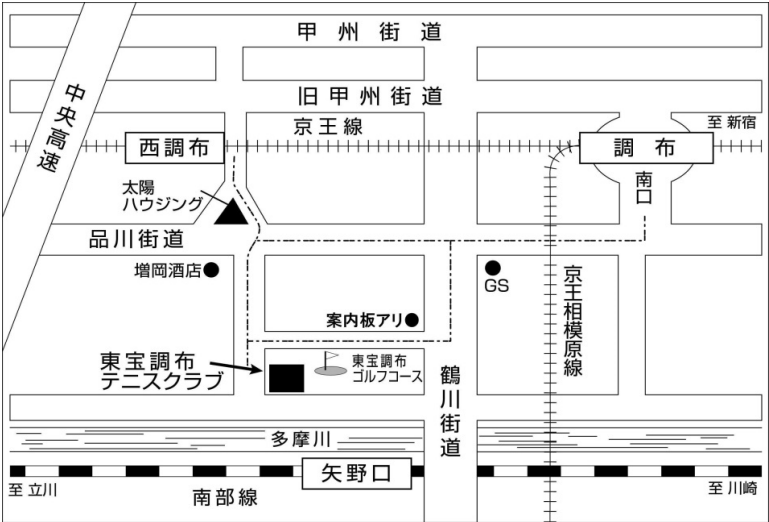 甲州街道
旧甲州街道
中央高速
京王線
至 新宿
西調布
調布
南口
太陽
ハウジング
品川街道
増岡酒店
GS
京王相模原線
案内板アリ
東宝調布
テニスクラブ
東宝調布
ゴルフコース
鶴川街道
多摩川
矢野口
至 立川
南部線
至 川崎